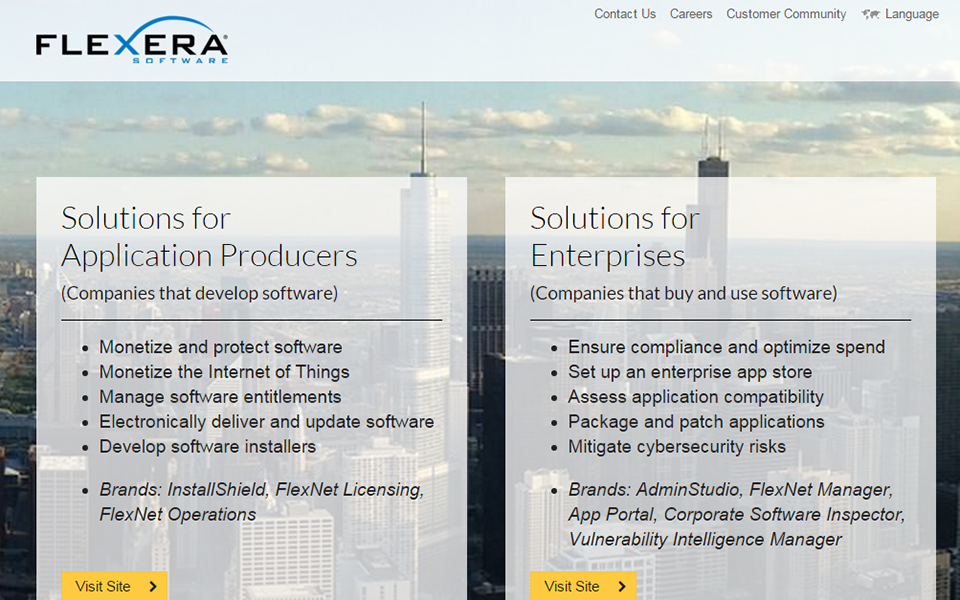 Contact Us Careers Customer Community Language
FLEXERA®
SOFTWARE
Solutions for
Application Producers
(Companies that develop software)
• Monetize and protect software
• Monetize the Internet of Things
• Manage software entitlements
• Electronically deliver and update software
• Develop software installers
• Brands: InstallShield, FlexNet Licensing,
FlexNet Operations
Visit Site
Solutions for
Enterprises
(Companies that buy and use software)
• Ensure compliance and optimize spend
• Set up an enterprise app store
• Assess application compatibility
• Package and patch applications
• Mitigate cybersecurity risks
• Brands: AdminStudio, FlexNet Manager,
App Portal, Corporate Software Inspector,
Vulnerability Intelligence Manager
Visit Site